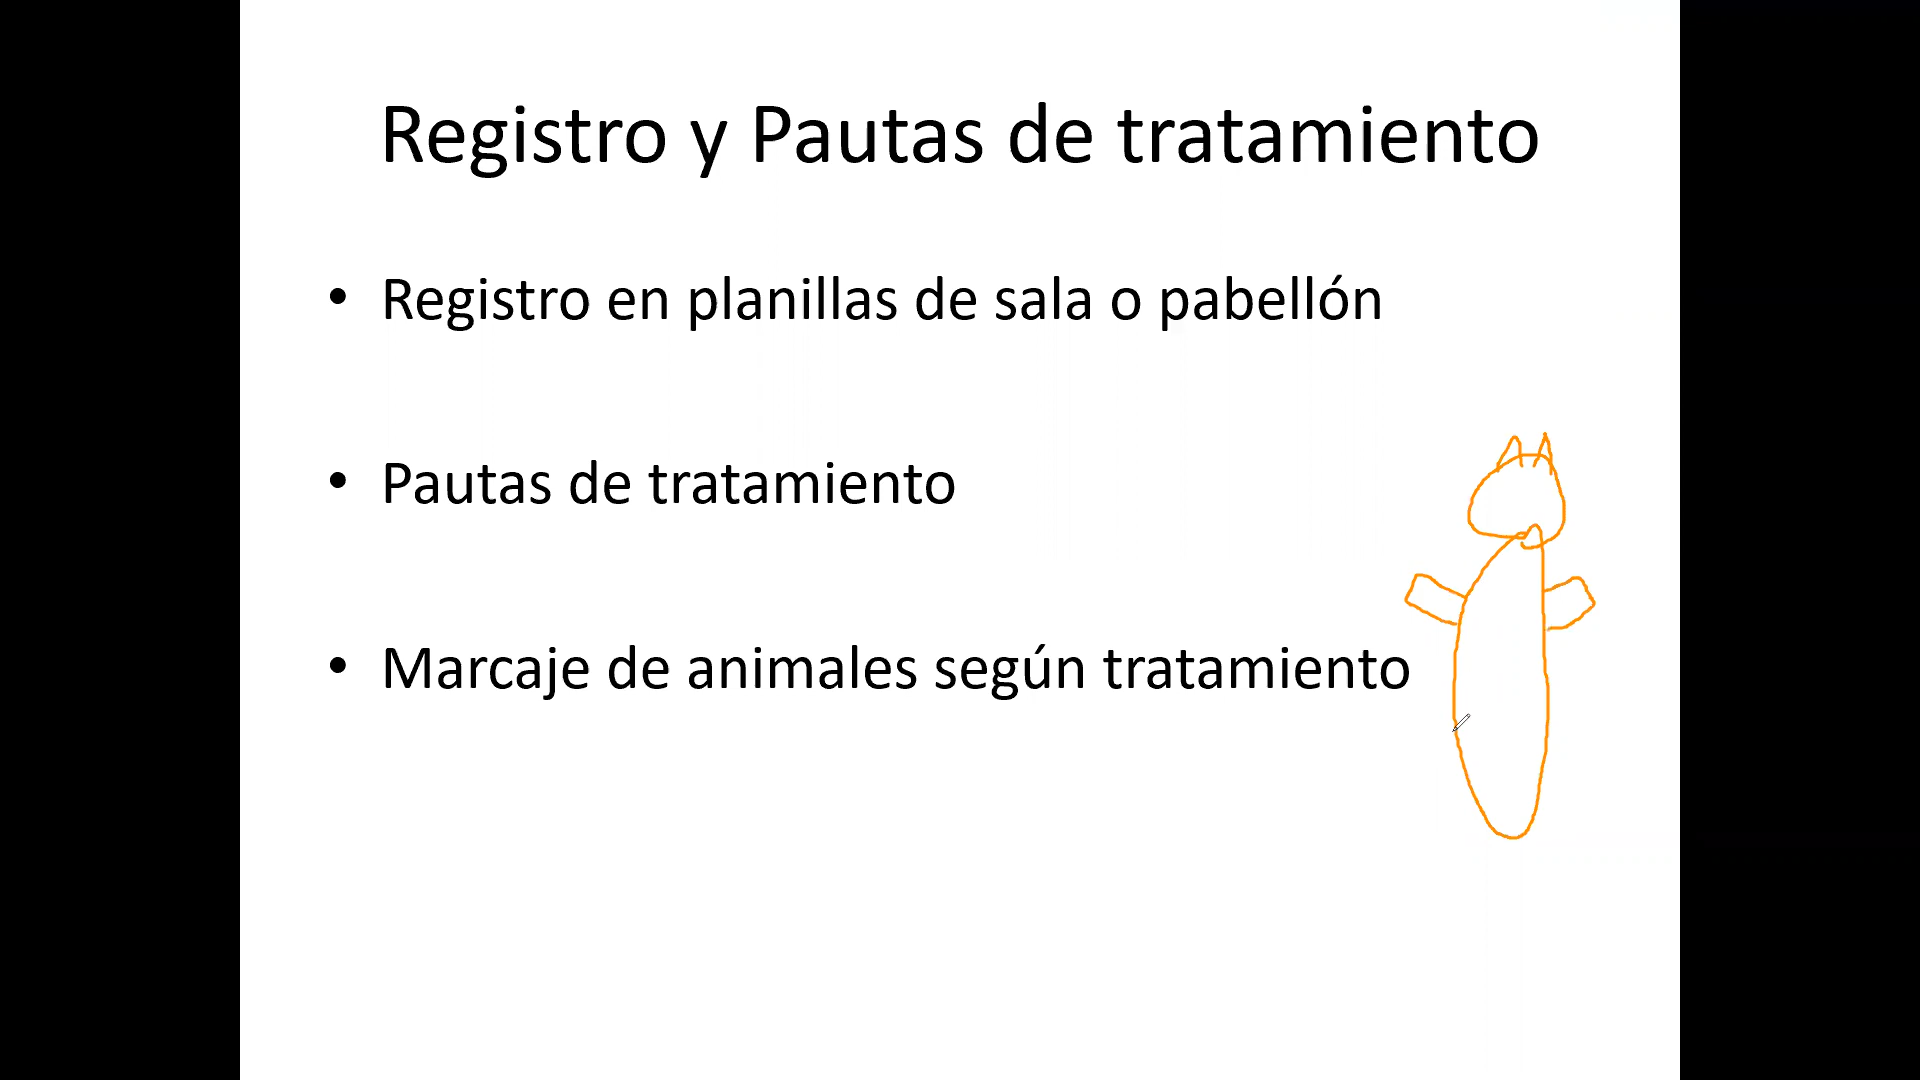 Registro y Pautas de tratamiento
• Registro en planillas de sala o pabellón
• Pautas de tratamiento
• Marcaje de animales según tratamiento